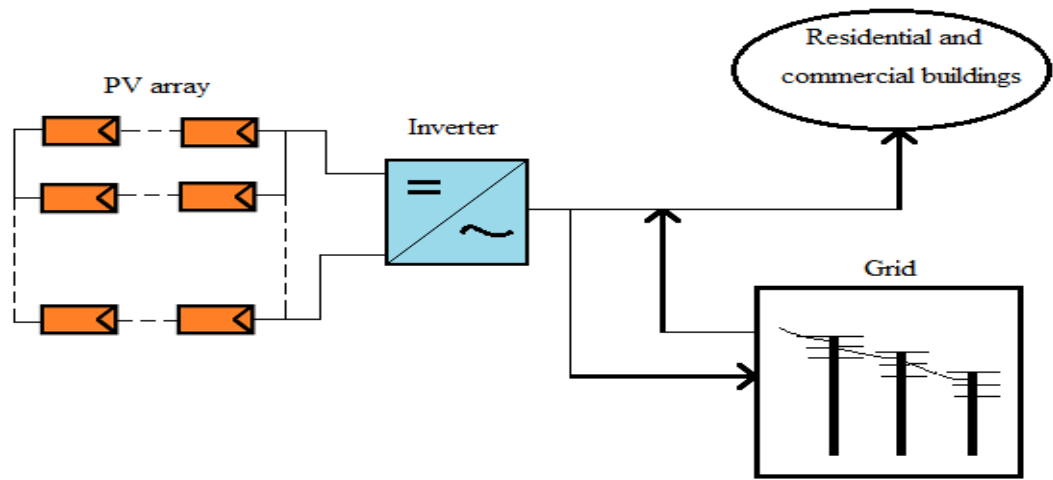 PV array
Inverter
Residential and
commercial buildings
Grid